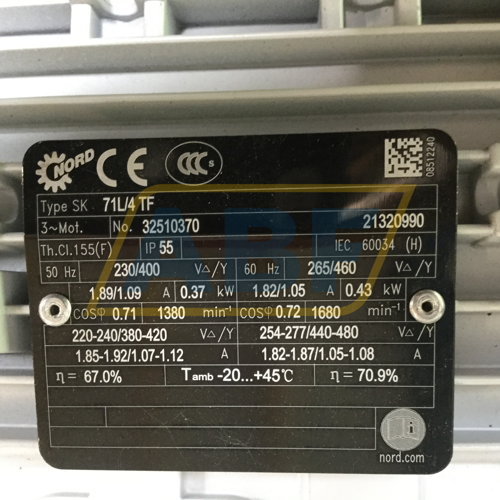 NORD CE CCC S
08512240
Type SK 71L/4 TF
3~Mot. No. 32510370 21320990
Th.Cl.155(F) IP 55 IEC 60034 (H)
50 Hz 230/400 V△/Y 60 Hz 265/460 V△/Y
1.89/1.09 A 0.37 kW 1.82/1.05 A 0.43 kW
COSφ 0.71 1380 min⁻¹ COSφ 0.72 1680 min⁻¹
220-240/380-420 V△/Y 254-277/440-480 V△/Y
1.85-1.92/1.07-1.12 A 1.82-1.87/1.05-1.08 A
η = 67.0% Tamb -20...+45℃ η = 70.9%
i
nord.com